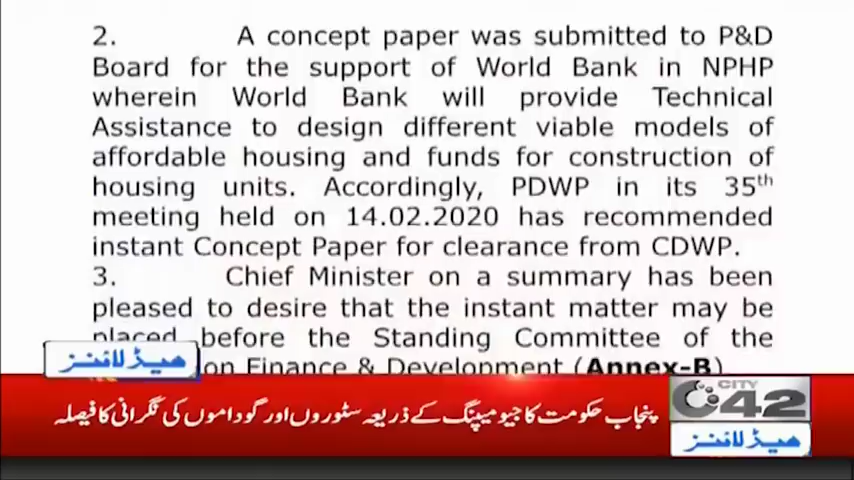 2. A concept paper was submitted to P&D
Board for the support of World Bank in NPHP
wherein World Bank will provide Technical
Assistance to design different viable models of
affordable housing and funds for construction of
housing units. Accordingly, PDWP in its 35th
meeting held on 14.02.2020 has recommended
instant Concept Paper for clearance from CDWP.
3. Chief Minister on a summary has been
pleased to desire that the instant matter may be
placed before the Standing Committee of the
on Finance & Development (Annex-B)
ہیڈلائنز
پنجاب حکومت کا جیو میپنگ کے ذریعہ سٹوروں اور گوداموں کی نگرانی کا فیصلہ
CITY
42
ہیڈلائنز